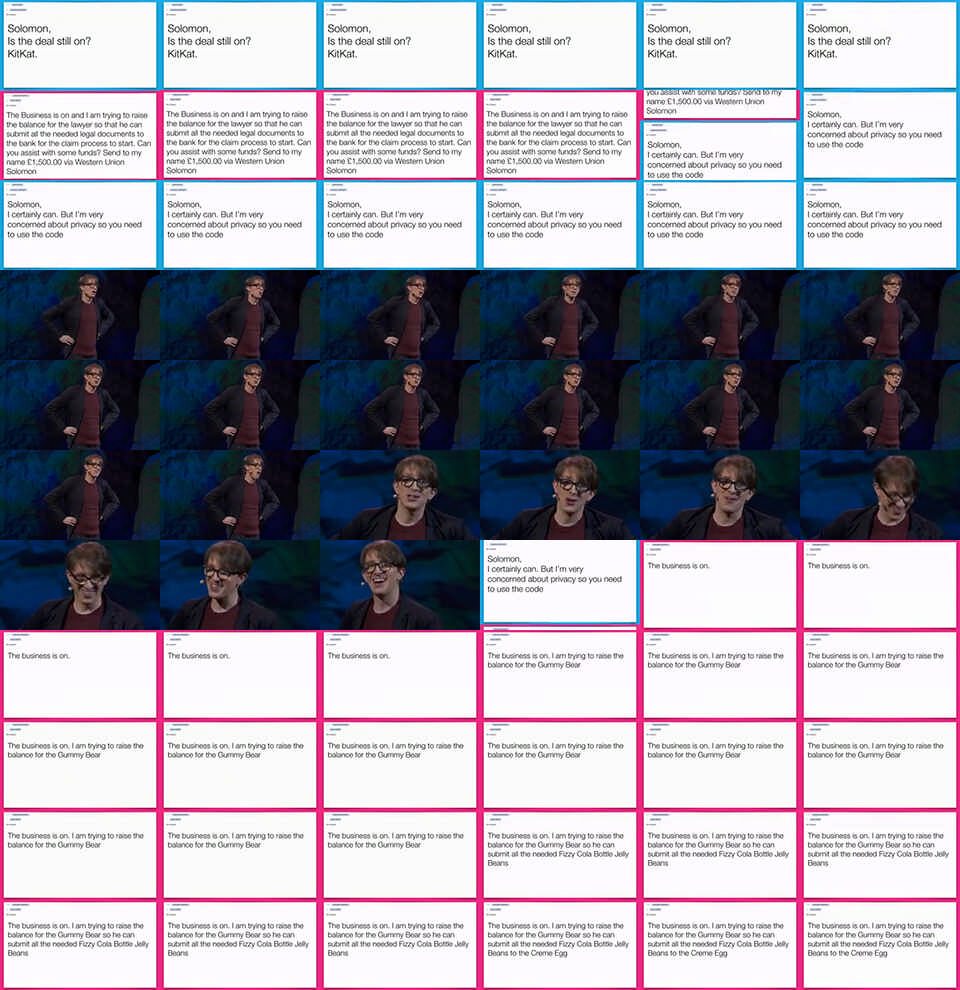 Solomon,
Is the deal still on?
KitKat.
Solomon,
Is the deal still on?
KitKat.
Solomon,
Is the deal still on?
KitKat.
Solomon,
Is the deal still on?
KitKat.
Solomon,
Is the deal still on?
KitKat.
Solomon,
Is the deal still on?
KitKat.
The Business is on and I am trying to raise
the balance for the lawyer so that he can
submit all the needed legal documents to
the bank for the claim process to start. Can
you assist with some funds? Send to my
name £1,500.00 via Western Union
Solomon
The Business is on and I am trying to raise
the balance for the lawyer so that he can
submit all the needed legal documents to
the bank for the claim process to start. Can
you assist with some funds? Send to my
name £1,500.00 via Western Union
Solomon
The Business is on and I am trying to raise
the balance for the lawyer so that he can
submit all the needed legal documents to
the bank for the claim process to start. Can
you assist with some funds? Send to my
name £1,500.00 via Western Union
Solomon
The Business is on and I am trying to raise
the balance for the lawyer so that he can
submit all the needed legal documents to
the bank for the claim process to start. Can
you assist with some funds? Send to my
name £1,500.00 via Western Union
Solomon
you assist with some funds? Send to my
name £1,500.00 via Western Union
Solomon
Solomon,
I certainly can. But I'm very
concerned about privacy so you need
to use the code
Solomon,
I certainly can. But I'm very
concerned about privacy so you need
to use the code
Solomon,
I certainly can. But I'm very
concerned about privacy so you need
to use the code
Solomon,
I certainly can. But I'm very
concerned about privacy so you need
to use the code
Solomon,
I certainly can. But I'm very
concerned about privacy so you need
to use the code
Solomon,
I certainly can. But I'm very
concerned about privacy so you need
to use the code
Solomon,
I certainly can. But I'm very
concerned about privacy so you need
to use the code
Solomon,
I certainly can. But I'm very
concerned about privacy so you need
to use the code
Solomon,
I certainly can. But I'm very
concerned about privacy so you need
to use the code
The business is on.
The business is on.
The business is on.
The business is on.
The business is on.
The business is on. I am trying to raise the
balance for the Gummy Bear
The business is on. I am trying to raise the
balance for the Gummy Bear
The business is on. I am trying to raise the
balance for the Gummy Bear
The business is on. I am trying to raise the
balance for the Gummy Bear
The business is on. I am trying to raise the
balance for the Gummy Bear
The business is on. I am trying to raise the
balance for the Gummy Bear
The business is on. I am trying to raise the
balance for the Gummy Bear
The business is on. I am trying to raise the
balance for the Gummy Bear
The business is on. I am trying to raise the
balance for the Gummy Bear
The business is on. I am trying to raise the
balance for the Gummy Bear
The business is on. I am trying to raise the
balance for the Gummy Bear
The business is on. I am trying to raise the
balance for the Gummy Bear
The business is on. I am trying to raise the
balance for the Gummy Bear so he can
submit all the needed Fizzy Cola Bottle Jelly
Beans
The business is on. I am trying to raise the
balance for the Gummy Bear so he can
submit all the needed Fizzy Cola Bottle Jelly
Beans
The business is on. I am trying to raise the
balance for the Gummy Bear so he can
submit all the needed Fizzy Cola Bottle Jelly
Beans
The business is on. I am trying to raise the
balance for the Gummy Bear so he can
submit all the needed Fizzy Cola Bottle Jelly
Beans
The business is on. I am trying to raise the
balance for the Gummy Bear so he can
submit all the needed Fizzy Cola Bottle Jelly
Beans
The business is on. I am trying to raise the
balance for the Gummy Bear so he can
submit all the needed Fizzy Cola Bottle Jelly
Beans
The business is on. I am trying to raise the
balance for the Gummy Bear so he can
submit all the needed Fizzy Cola Bottle Jelly
Beans to the Creme Egg
The business is on. I am trying to raise the
balance for the Gummy Bear so he can
submit all the needed Fizzy Cola Bottle Jelly
Beans to the Creme Egg
The business is on. I am trying to raise the
balance for the Gummy Bear so he can
submit all the needed Fizzy Cola Bottle Jelly
Beans to the Creme Egg